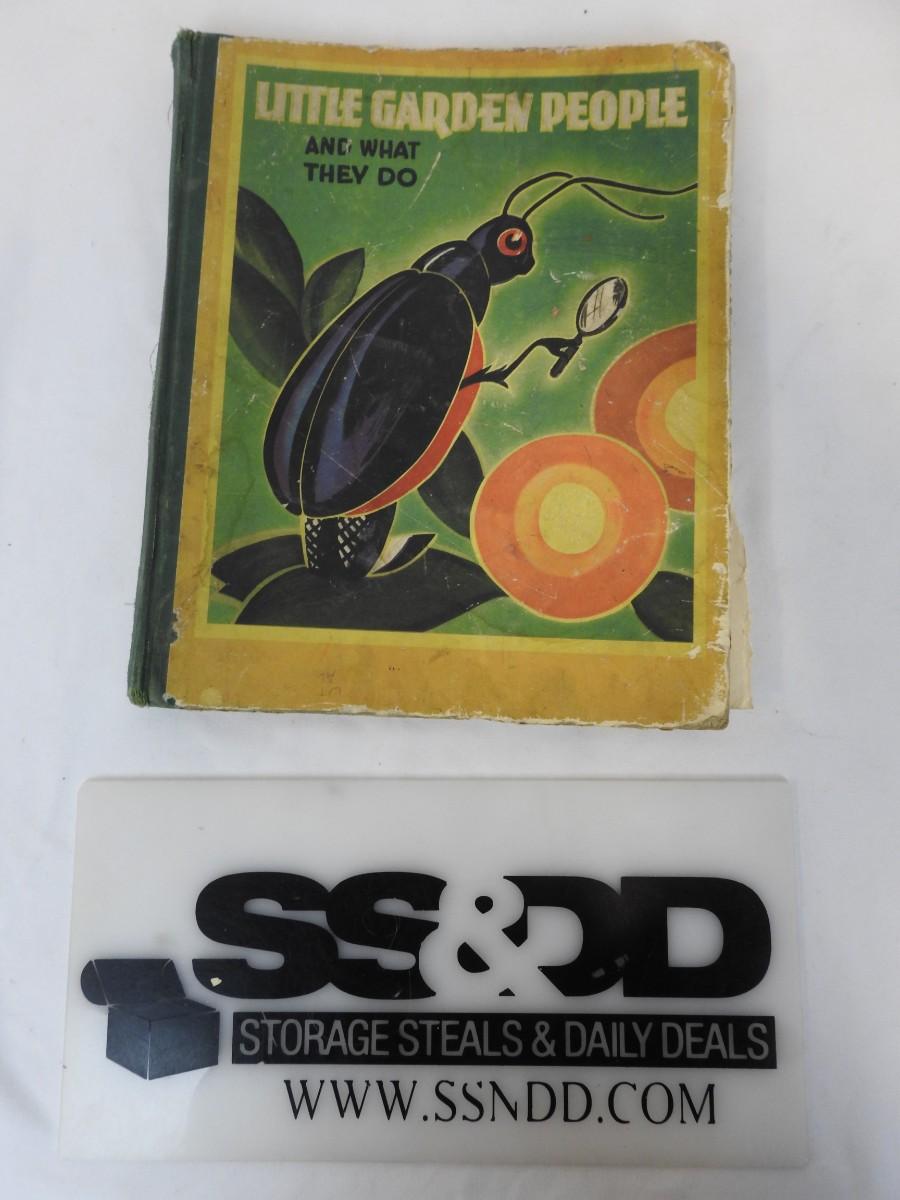 LITTLE GARDEN PEOPLE
AND WHAT
THEY DO
SS&DD
STORAGE STEALS & DAILY DEALS
WWW.SSNDD.COM